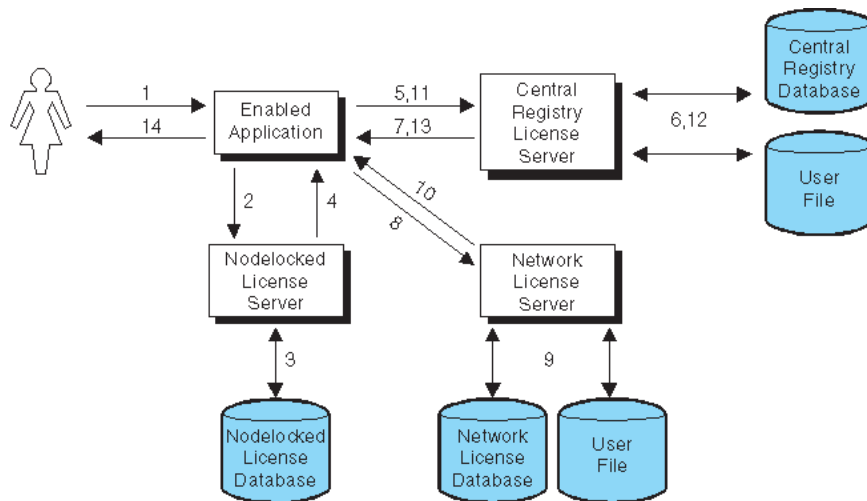 1
14
Enabled
Application
5,11
7,13
Central
Registry
License
Server
6,12
Central
Registry
Database
User
File
2
4
10
8
Nodelocked
License
Server
Network
License
Server
3
9
Nodelocked
License
Database
Network
License
Database
User
File